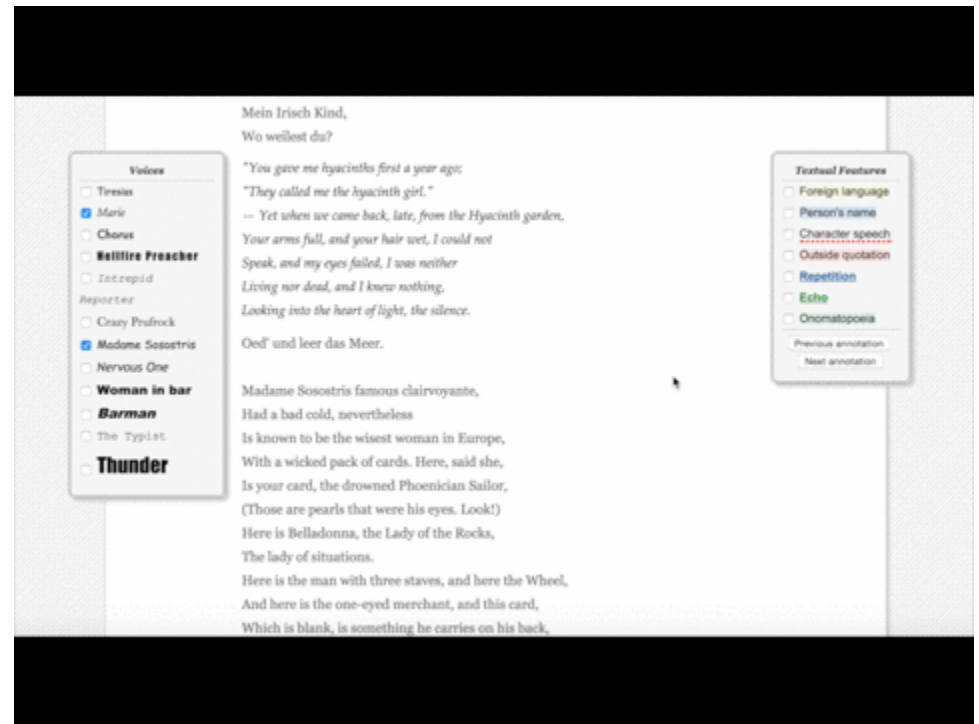 Mein Irisch Kind,
Wo weilest du?
"You gave me hyacinths first a year ago;
"They called me the hyacinth girl."
— Yet when we came back, late, from the Hyacinth garden,
Your arms full, and your hair wet, I could not
Speak, and my eyes failed, I was neither
Living nor dead, and I knew nothing,
Looking into the heart of light, the silence.
Oed' und leer das Meer.
Madame Sosostris famous clairvoyante,
Had a bad cold, nevertheless
Is known to be the wisest woman in Europe,
With a wicked pack of cards. Here, said she,
Is your card, the drowned Phoenician Sailor,
(Those are pearls that were his eyes. Look!)
Here is Belladonna, the Lady of the Rocks,
The lady of situations.
Here is the man with three staves, and here the Wheel,
And here is the one-eyed merchant, and this card,
Which is blank, is something he carries on his back,
Voices
Tiresias
Marie
Chorus
Hellfire Preacher
Intrepid
Reporter
Crazy Prufrock
Madame Sosostris
Nervous One
Woman in bar
Barman
The Typist
Thunder
Textual Features
Foreign language
Person's name
Character speech
Outside quotation
Repetition
Echo
Onomatopoeia
Previous annotation
Next annotation